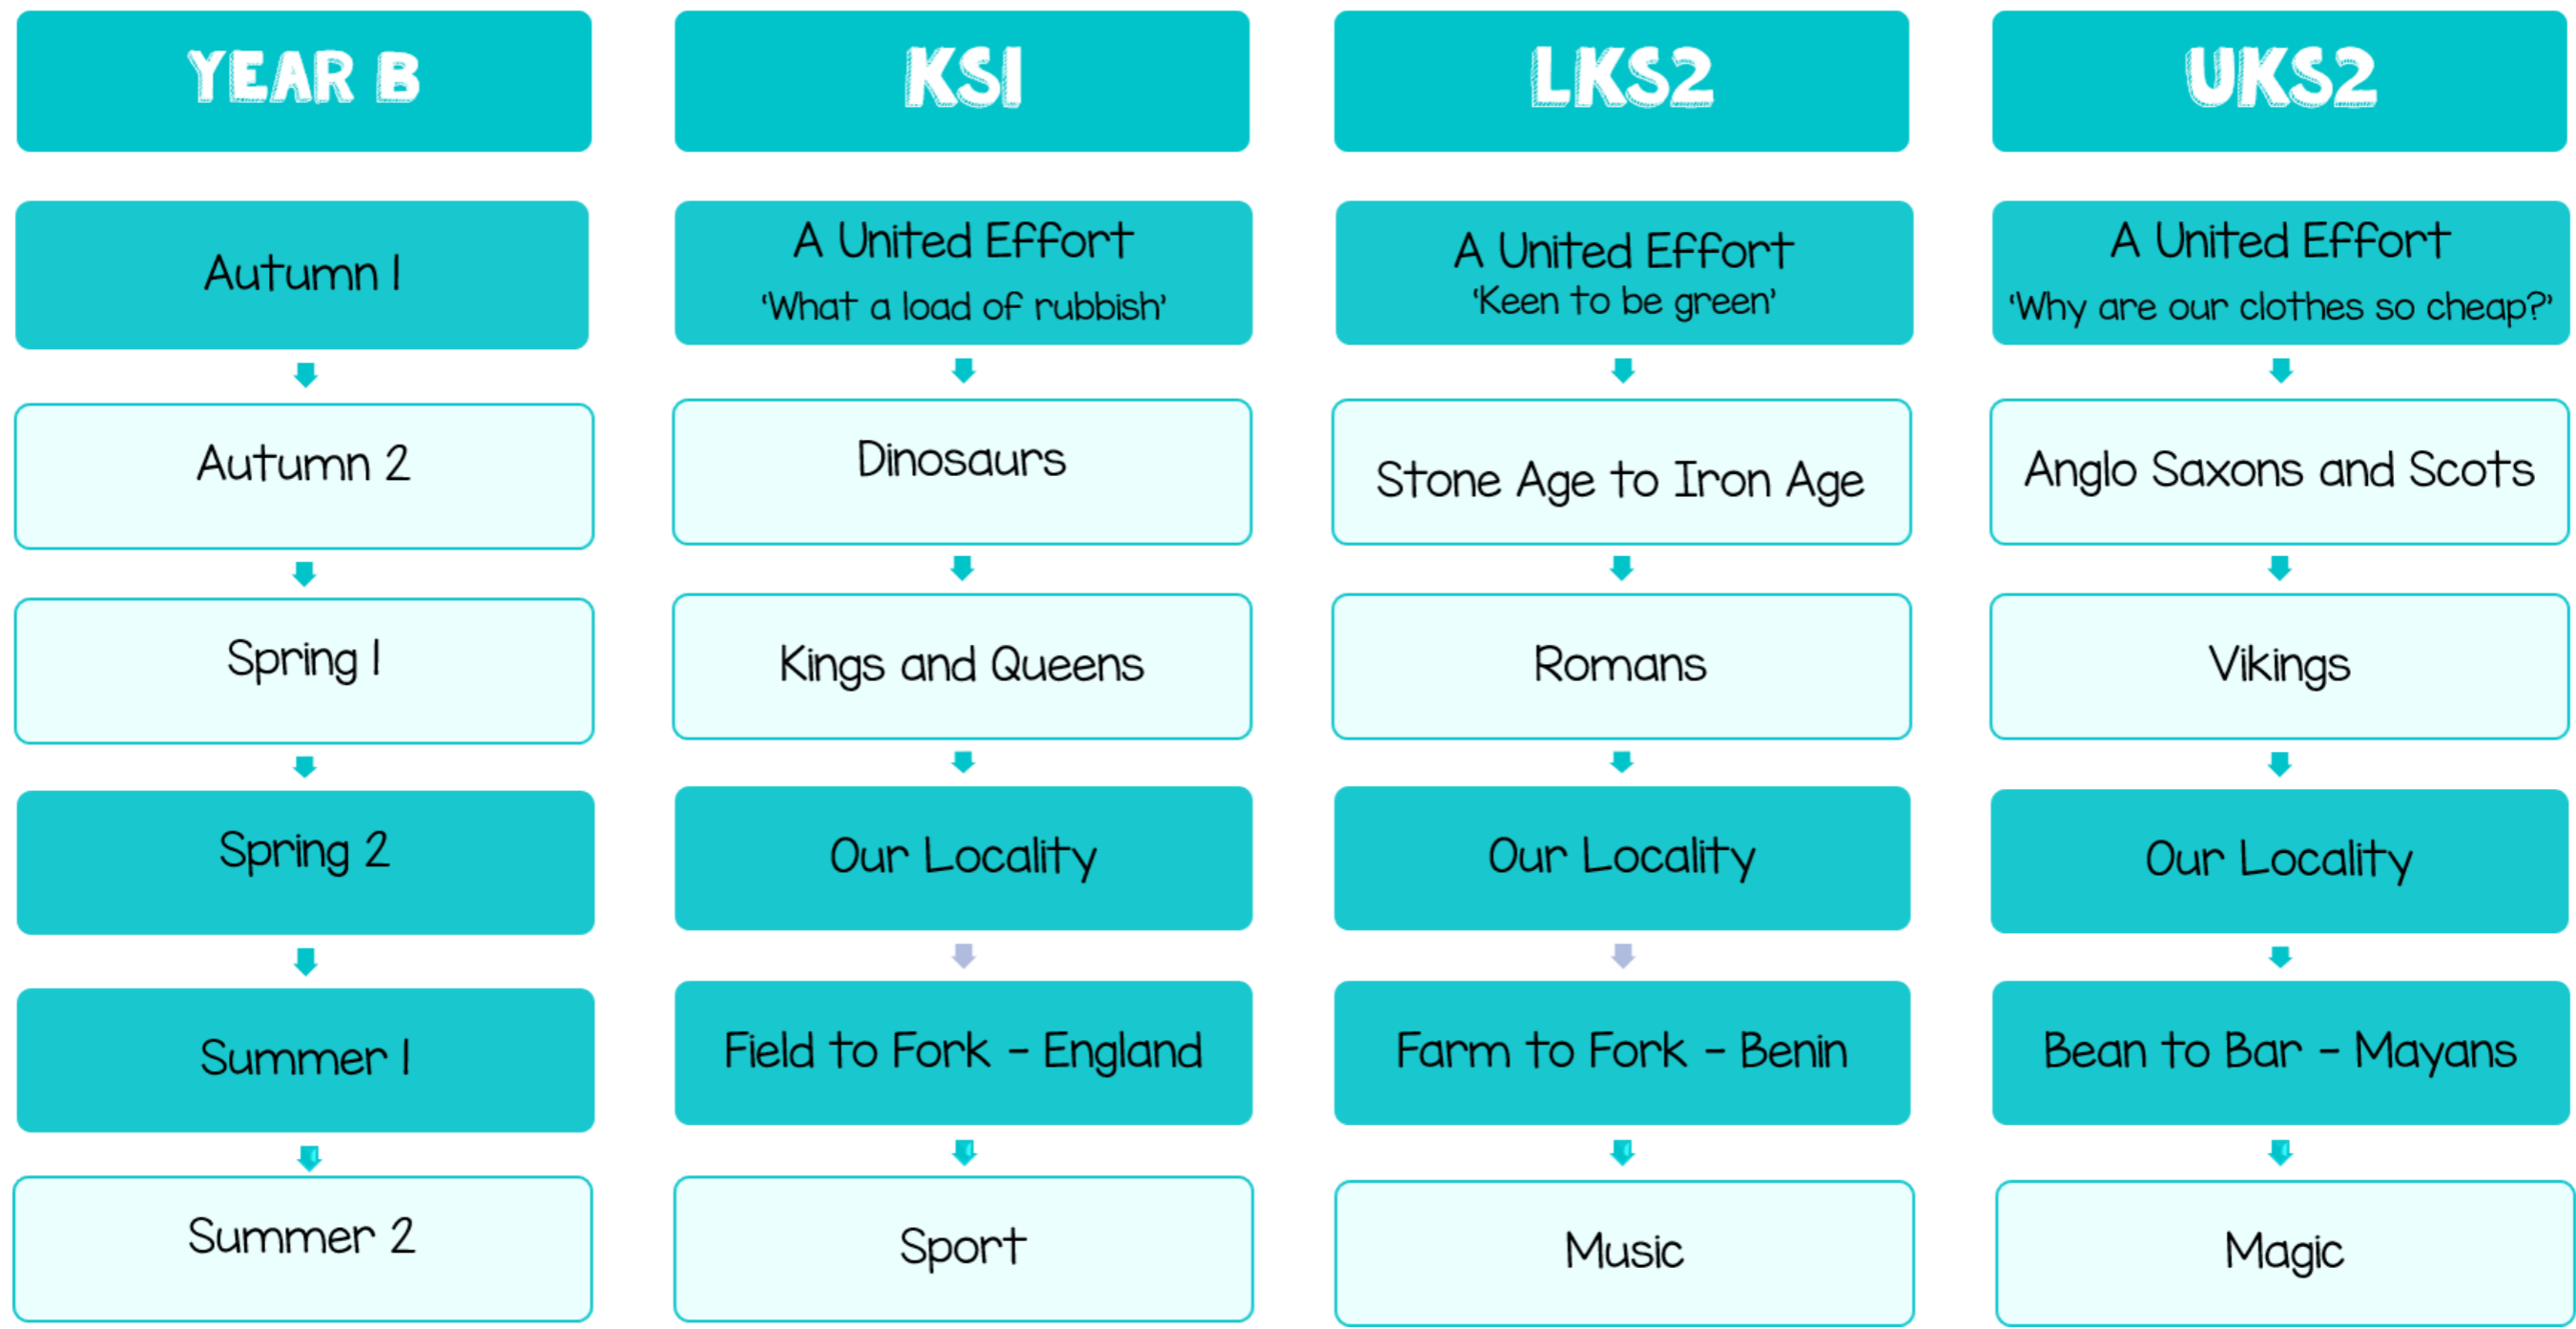 YEAR B
KS1
LKS2
UKS2
Autumn 1
A United Effort
'What a load of rubbish'
A United Effort
'Keen to be green'
A United Effort
'Why are our clothes so cheap?'
Autumn 2
Dinosaurs
Stone Age to Iron Age
Anglo Saxons and Scots
Spring 1
Kings and Queens
Romans
Vikings
Spring 2
Our Locality
Our Locality
Our Locality
Summer 1
Field to Fork - England
Farm to Fork - Benin
Bean to Bar - Mayans
Summer 2
Sport
Music
Magic